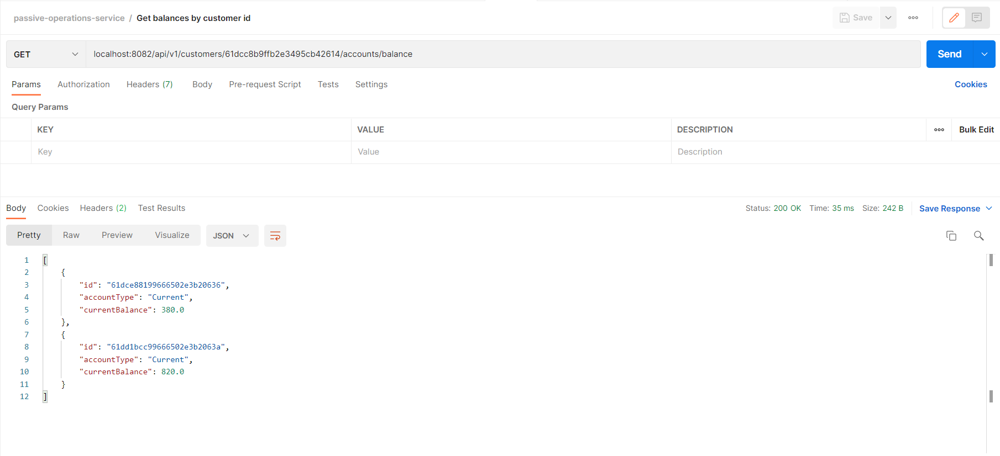 passive-operations-service / Get balances by customer id
Save
GET
localhost:8082/api/v1/customers/61dcc8b9ffb2e3495cb42614/accounts/balance
Send
Params Authorization Headers (7) Body Pre-request Script Tests Settings Cookies
Query Params
KEY VALUE DESCRIPTION Bulk Edit
Key Value Description
Body Cookies Headers (2) Test Results Status: 200 OK Time: 35 ms Size: 242 B Save Response
Pretty Raw Preview Visualize JSON
1 [
2 {
3 "id": "61dce88199666502e3b20636",
4 "accountType": "Current",
5 "currentBalance": 380.0
6 },
7 {
8 "id": "61dd1bcc99666502e3b2063a",
9 "accountType": "Current",
10 "currentBalance": 820.0
11 }
12 ]